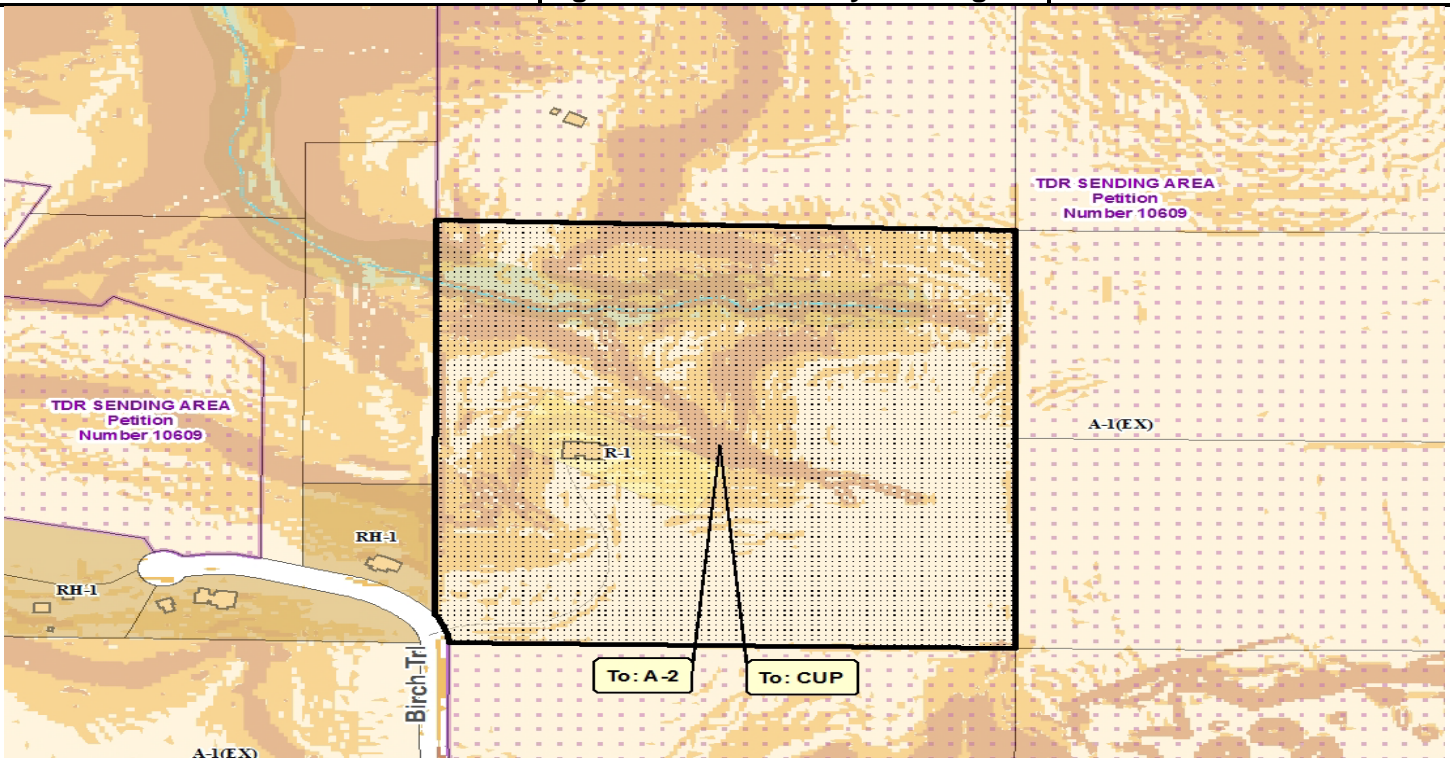 TDR SENDING AREA
Petition
Number 10609
TDR SENDING AREA
Petition
Number 10609
A-1(EX)
R-1
RH-1
RH-1
Birch Trl
To: A-2
To: CUP
A-1(EX)